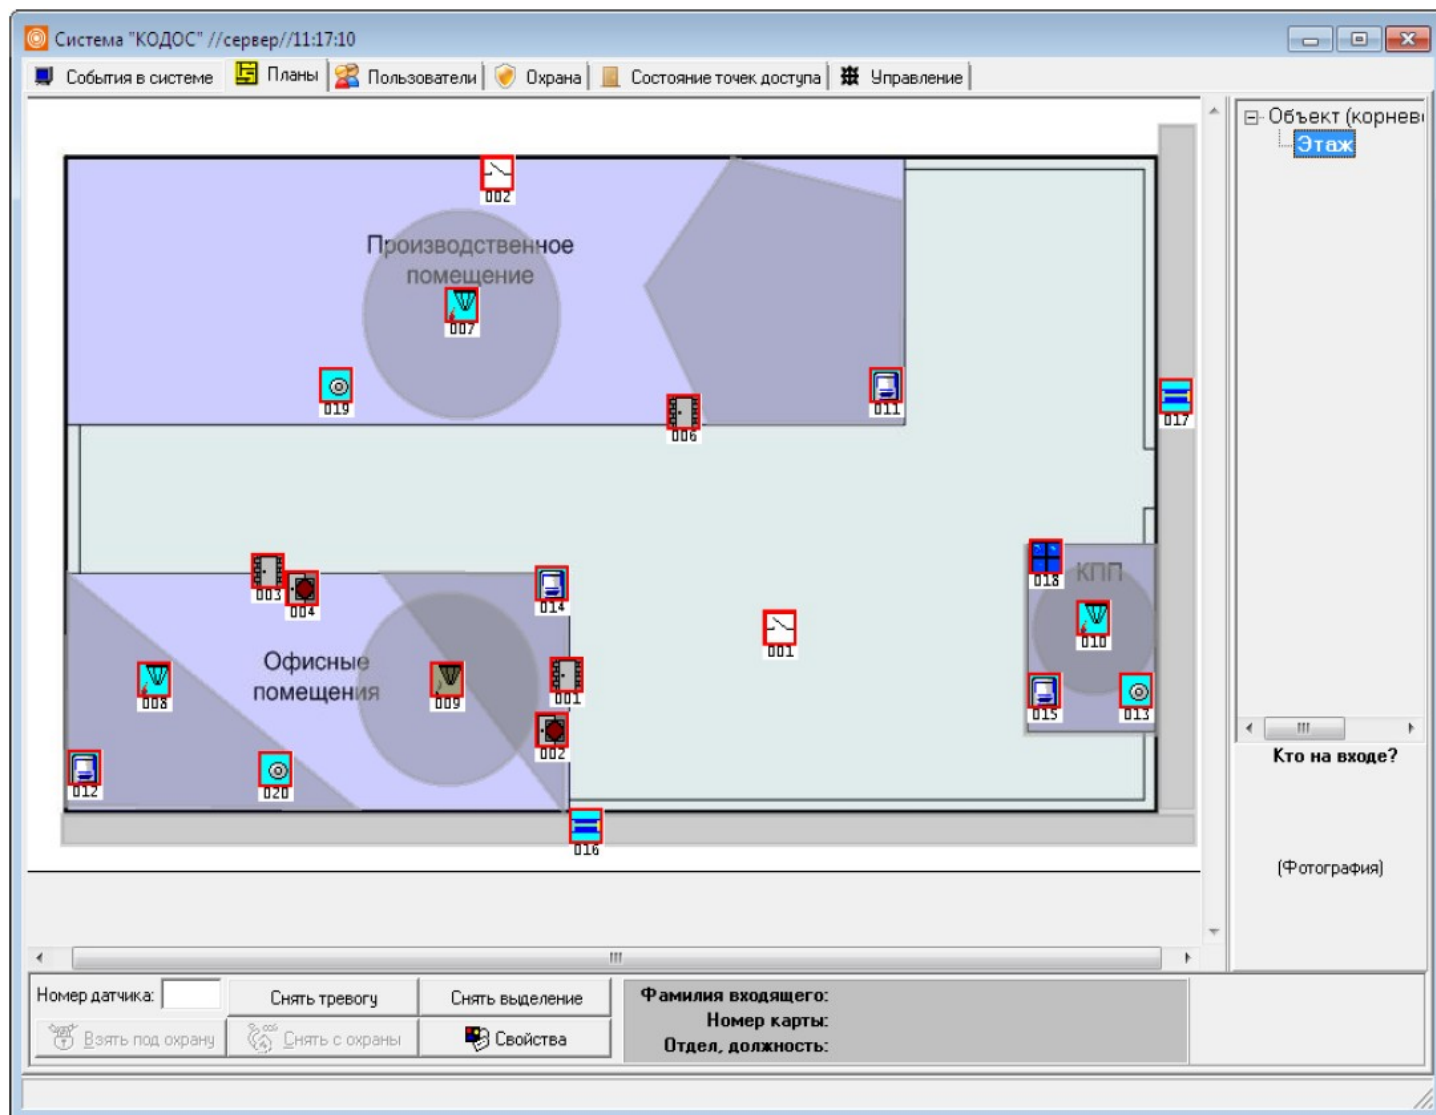 Система "КОДОС" //сервер//11:17:10
События в системе Планы Пользователи Охрана Состояние точек доступа Управление
Объект (корнев
Этаж
002
Производственное
помещение
007
019
011
006
017
003
004
014
018
КПП
010
001
Офисные
помещения
008
009
001
015
013
002
012
020
016
Кто на входе?
(Фотография)
Номер датчика:
Снять тревогу
Снять выделение
Взять под охрану
Снять с охраны
Свойства
Фамилия входящего:
Номер карты:
Отдел, должность: